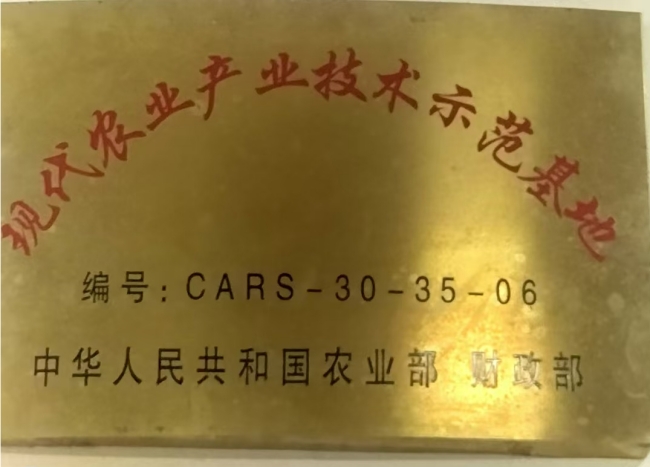 现代农业产业技术示范基地
编号：CARS-30-35-06
中华人民共和国农业部 财政部